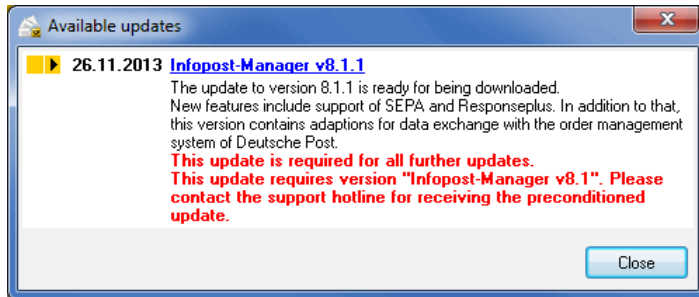 Available updates
26.11.2013 Infopost-Manager v8.1.1
The update to version 8.1.1 is ready for being downloaded.
New features include support of SEPA and Responseplus. In addition to that,
this version contains adaptions for data exchange with the order management
system of Deutsche Post.
This update is required for all further updates.
This update requires version "Infopost-Manager v8.1". Please
contact the support hotline for receiving the preconditioned
update.
Close